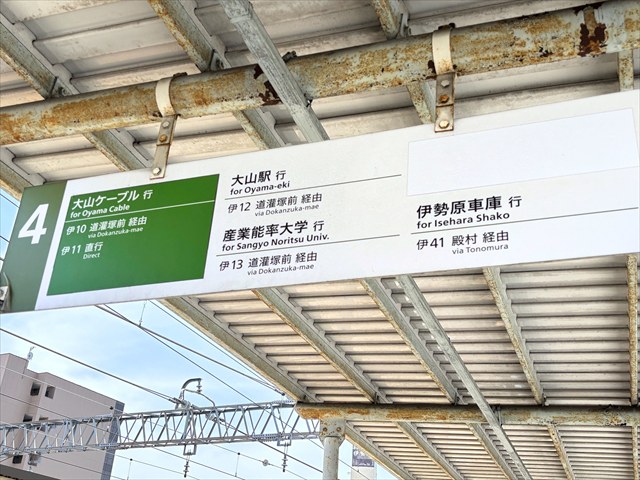 4
大山ケーブル 行
for Oyama Cable
伊10 道灌塚前 経由
via Dokanzuka-mae
伊11 直行
Direct
大山駅 行
for Oyama-eki
伊12 道灌塚前 経由
via Dokanzuka-mae
産業能率大学 行
for Sangyo Noritsu Univ.
伊13 道灌塚前 経由
via Dokanzuka-mae
伊勢原車庫 行
for Isehara Shako
伊41 殿村 経由
via Tonomura